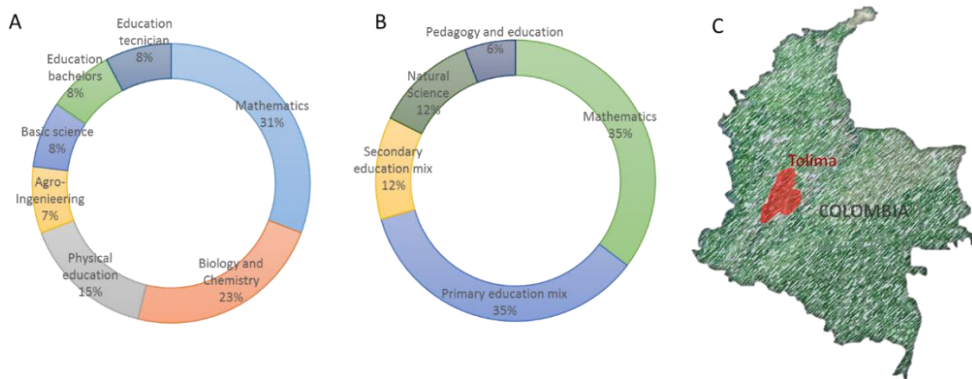 A
Education
tecnician
8%
Education
bachelors
8%
Basic science
8%
Agro-
Ingenieering
7%
Physical
education
15%
Biology and
Chemistry
23%
Mathematics
31%
B
Pedagogy and education
6%
Natural
Science
12%
Secondary
education mix
12%
Primary education mix
35%
Mathematics
35%
C
Tolima
COLOMBIA